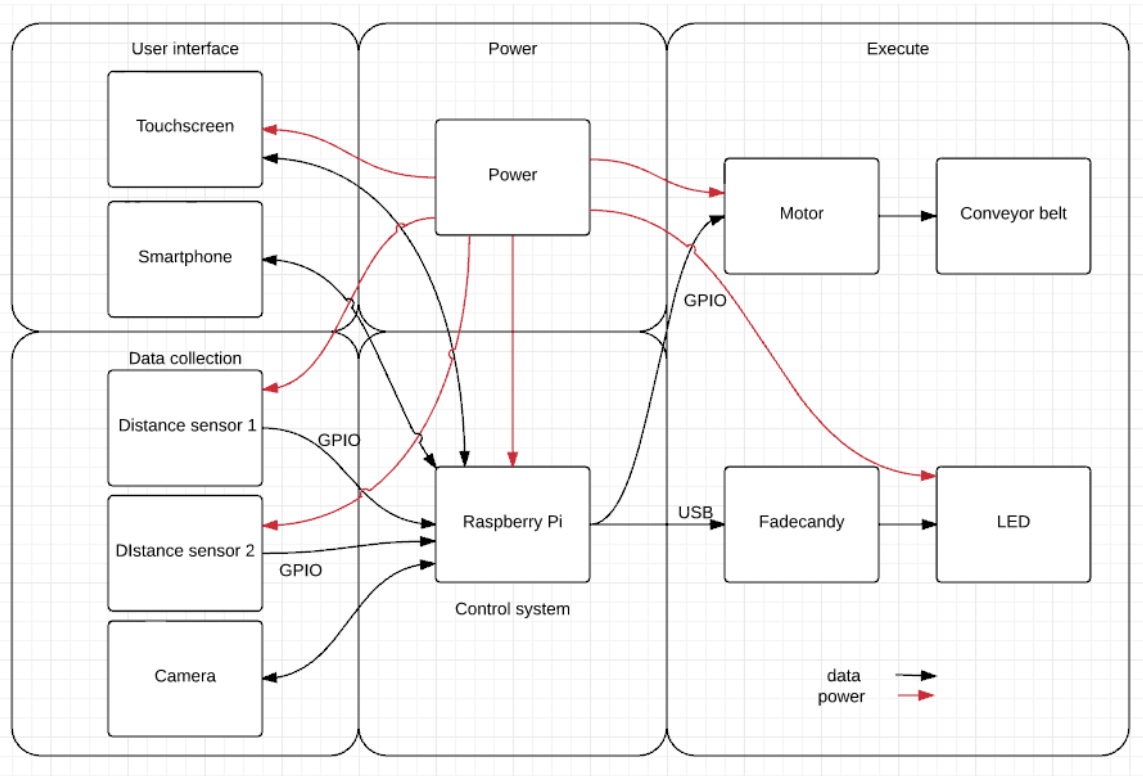 User interface
Power
Execute
Touchscreen
Power
Motor
Conveyor belt
Smartphone
GPIO
Data collection
Distance sensor 1
GPIO
Raspberry Pi
USB
Fadecandy
LED
DIstance sensor 2
GPIO
Control system
Camera
data
power